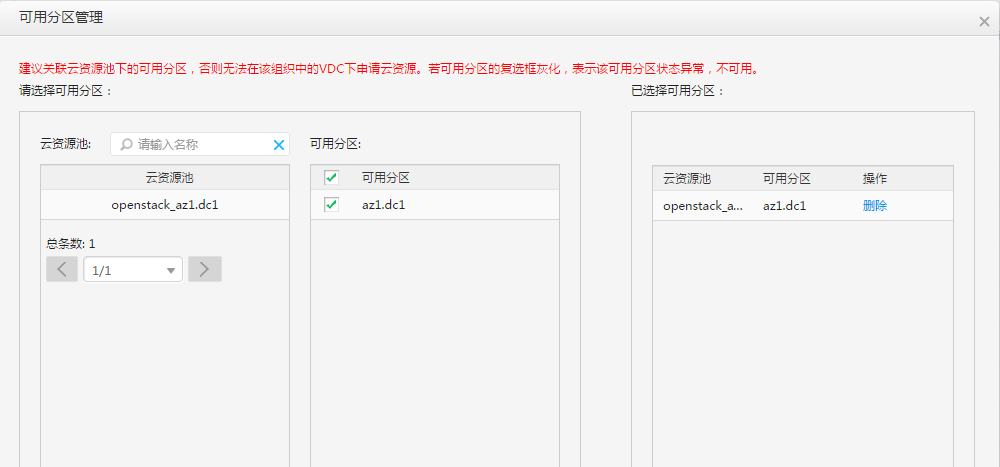 可用分区管理
建议关联云资源池下的可用分区，否则无法在该组织中的VDC下申请云资源。若可用分区的复选框灰化，表示该可用分区状态异常，不可用。
请选择可用分区： 已选择可用分区：
云资源池: 请输入名称 可用分区:
云资源池 可用分区 云资源池 可用分区 操作
openstack_az1.dc1 az1.dc1 openstack_a... az1.dc1 删除
总条数: 1
1/1